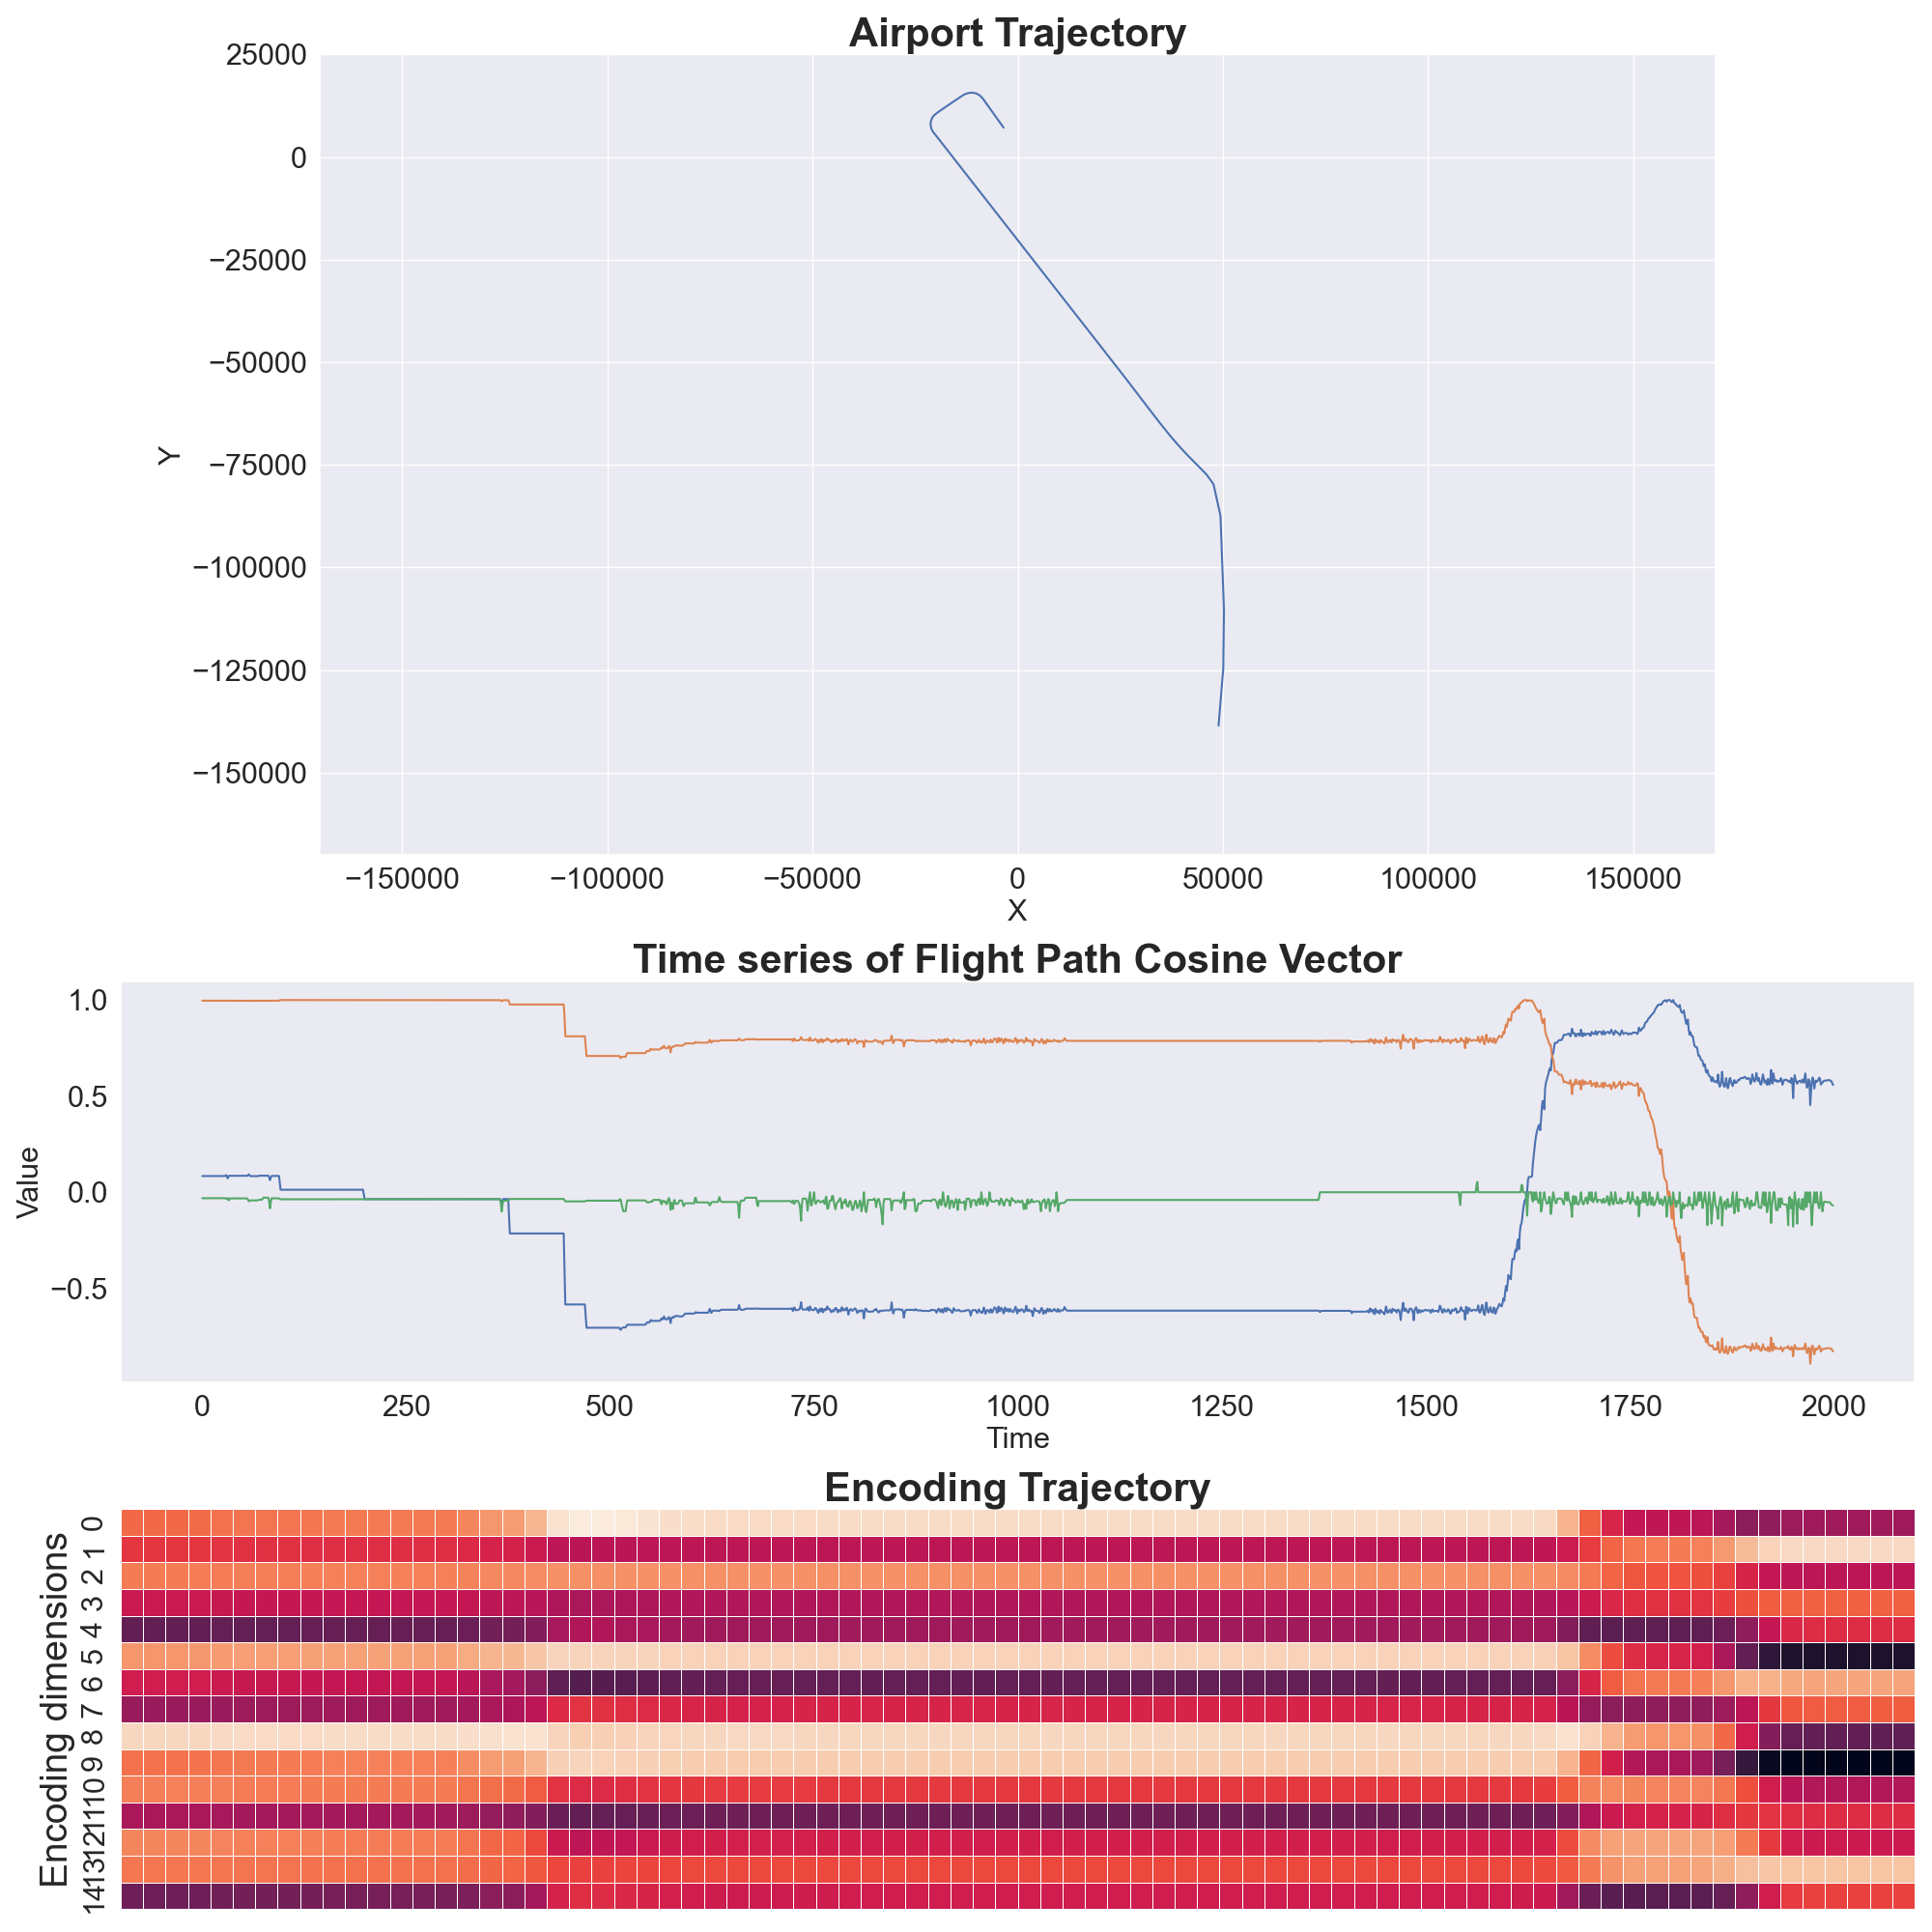 Airport Trajectory
25000
0
−25000
−50000
−75000
−100000
−125000
−150000
Y
−150000 −100000 −50000 0 50000 100000 150000
X
Time series of Flight Path Cosine Vector
1.0
0.5
0.0
−0.5
Value
0 250 500 750 1000 1250 1500 1750 2000
Time
Encoding Trajectory
Encoding dimensions
0
1
2
3
4
5
6
7
8
9
10
11
12
13
14